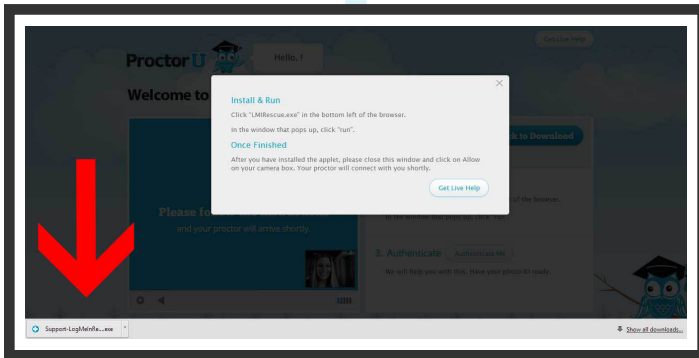 Get Live Help
Proctor U
Hello, !
Welcome to
Install & Run
Click "LMIRescue.exe" in the bottom left of the browser.
In the window that pops up, click "run".
Once Finished
After you have installed the applet, please close this window and click on Allow
on your camera box. Your proctor will connect with you shortly.
Get Live Help
to Download
of the browser.
In the window that pops up click "run".
Please fo
and your proctor will arrive shortly.
3. Authenticate
Authenticate Me
We will help you with this. Have your photo ID ready.
Support-LogMeInRe....exe
Show all downloads...